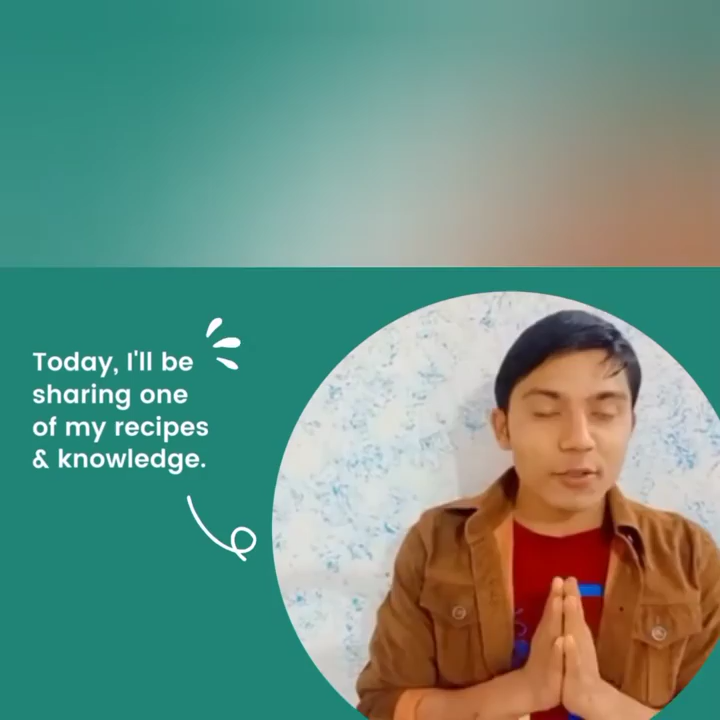 Today, I'll be
sharing one
of my recipes
& knowledge.